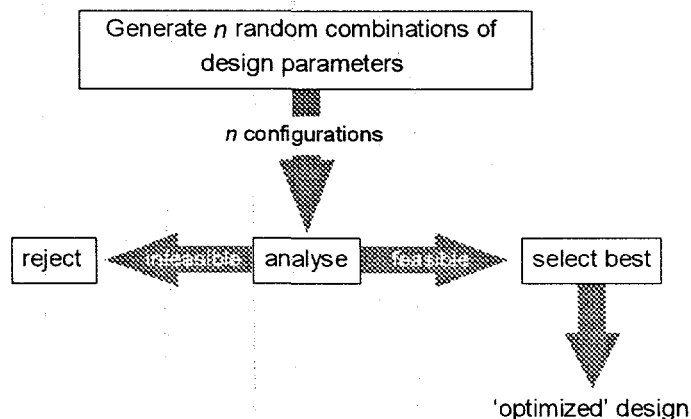 Generate n random combinations of
design parameters
n configurations
reject
infeasible
analyse
feasible
select best
'optimized' design